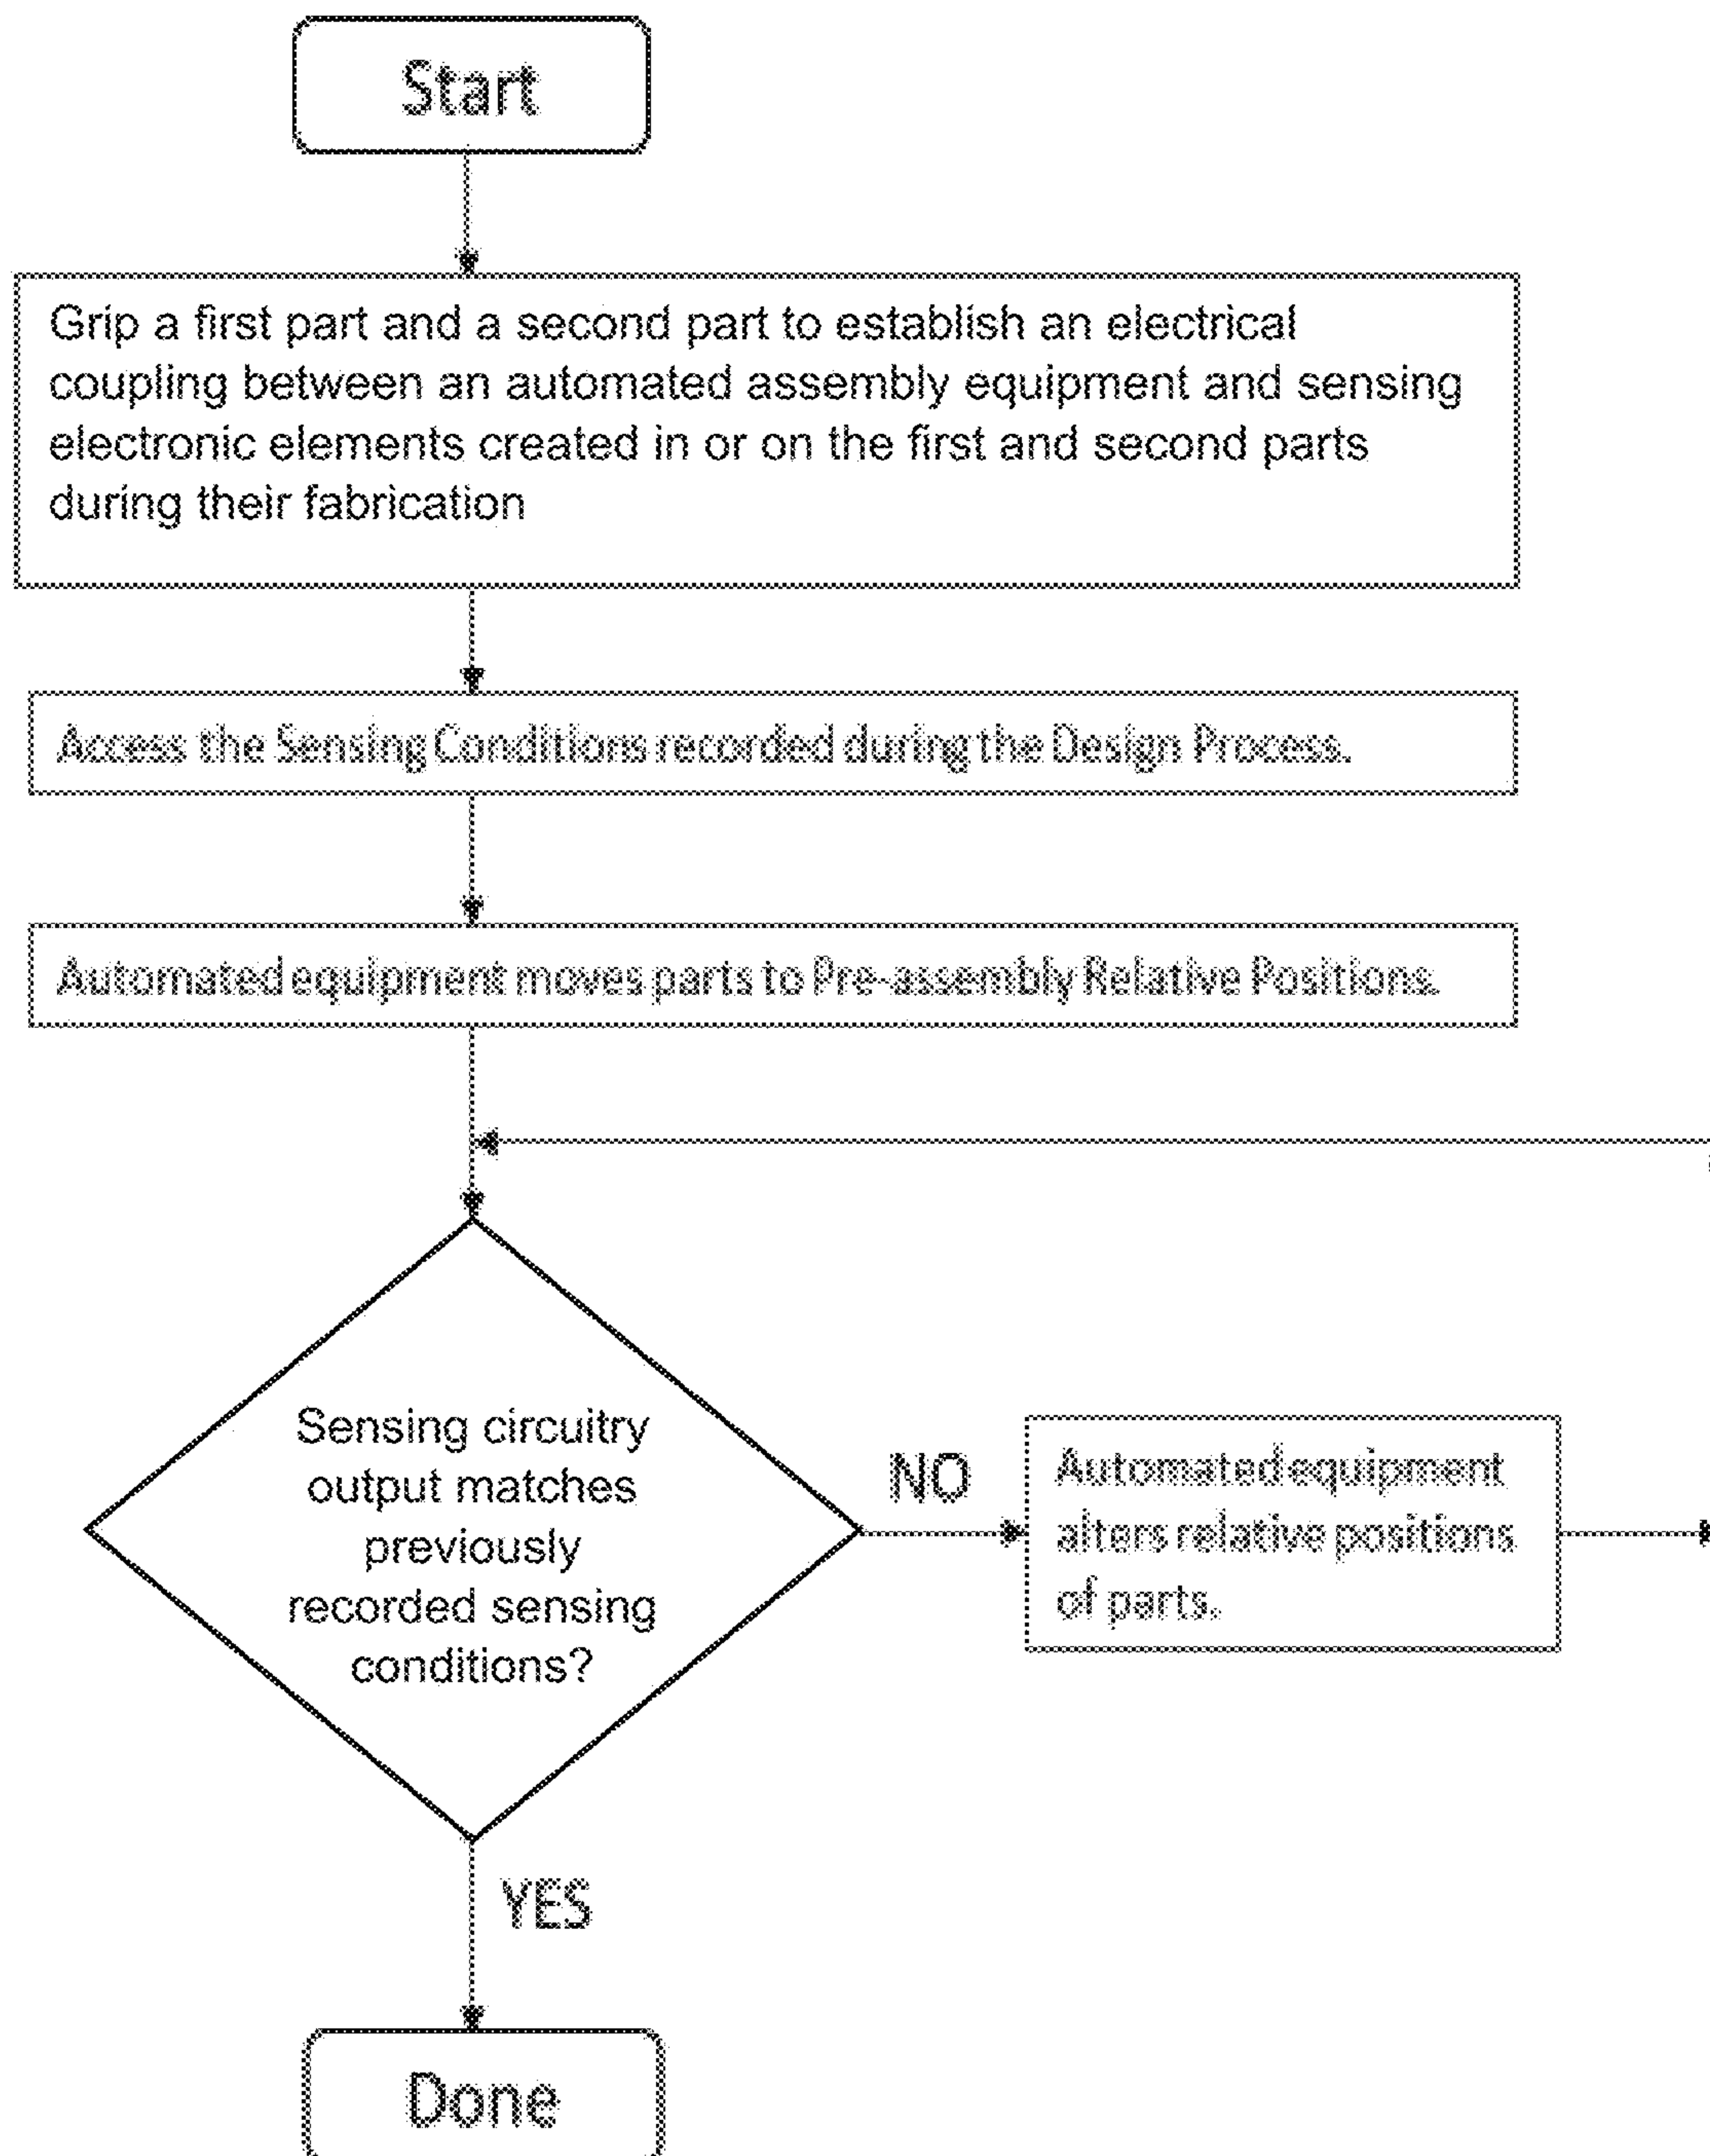 Start
Grip a first part and a second part to establish an electrical
coupling between an automated assembly equipment and sensing
electronic elements created in or on the first and second parts
during their fabrication
Access the Sensing Conditions recorded during the Design Process.
Automated equipment moves parts to Pre-assembly Relative Positions.
Sensing circuitry
output matches
previously
recorded sensing
conditions?
NO
Automated equipment
alters relative positions
of parts.
YES
Done